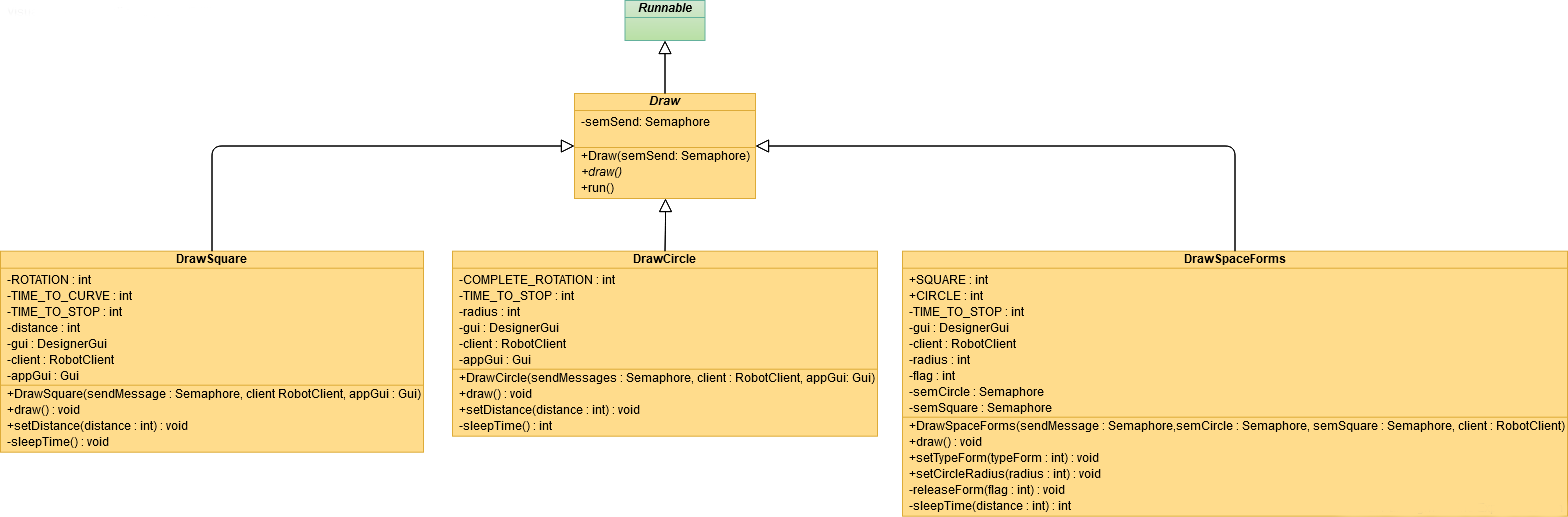 Runnable
Draw
-semSend: Semaphore
+Draw(semSend: Semaphore)
+draw()
+run()
DrawSquare
-ROTATION : int
-TIME_TO_CURVE : int
-TIME_TO_STOP : int
-distance : int
-gui : DesignerGui
-client : RobotClient
-appGui : Gui
+DrawSquare(sendMessage : Semaphore, client RobotClient, appGui : Gui)
+draw() : void
+setDistance(distance : int) : void
-sleepTime() : void
DrawCircle
-COMPLETE_ROTATION : int
-TIME_TO_STOP : int
-radius : int
-gui : DesignerGui
-client : RobotClient
-appGui : Gui
+DrawCircle(sendMessages : Semaphore, client : RobotClient, appGui: Gui)
+draw() : void
+setDistance(distance : int) : void
-sleepTime() : int
DrawSpaceForms
+SQUARE : int
+CIRCLE : int
-TIME_TO_STOP : int
-gui : DesignerGui
-client : RobotClient
-radius : int
-flag : int
-semCircle : Semaphore
-semSquare : Semaphore
+DrawSpaceForms(sendMessage : Semaphore,semCircle : Semaphore, semSquare : Semaphore, client : RobotClient)
+draw() : void
+setTypeForm(typeForm : int) : void
+setCircleRadius(radius : int) : void
-releaseForm(flag : int) : void
-sleepTime(distance : int) : int